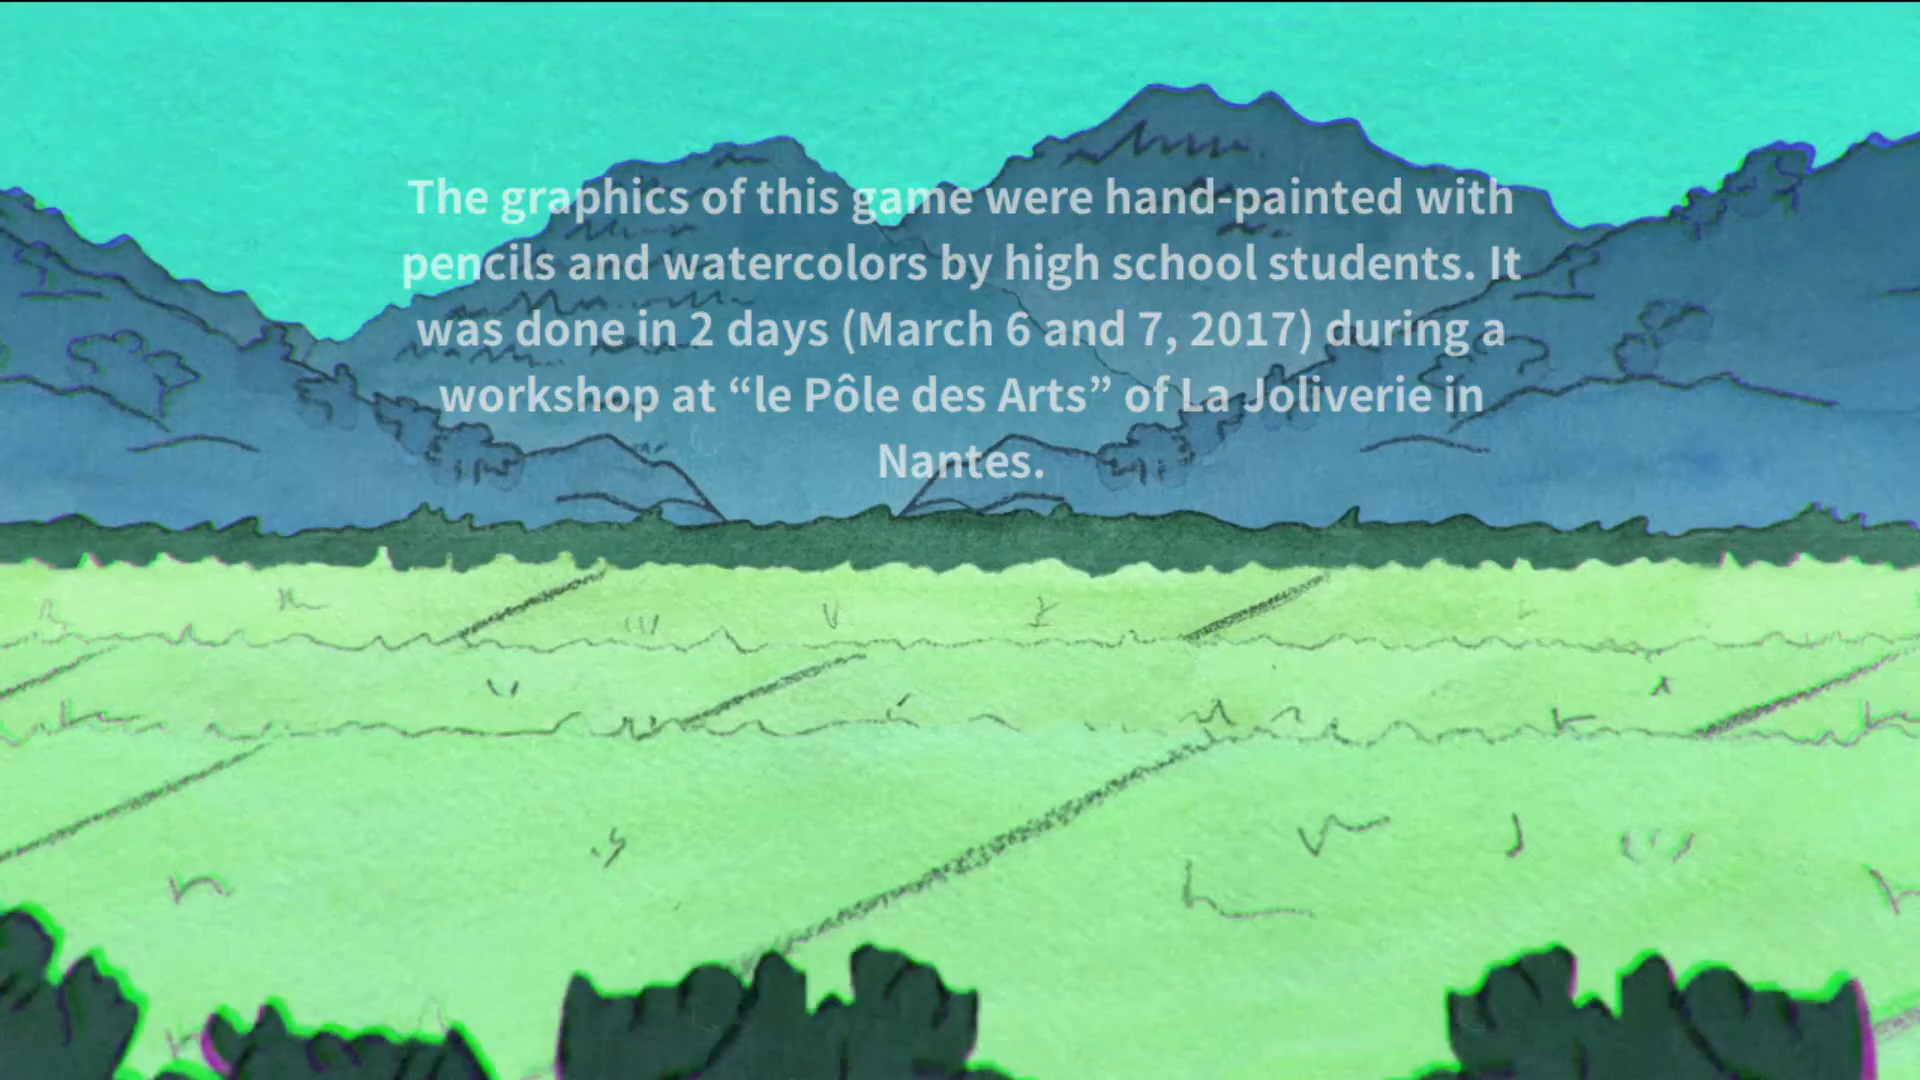 The graphics of this game were hand-painted with
pencils and watercolors by high school students. It
was done in 2 days (March 6 and 7, 2017) during a
workshop at “le Pôle des Arts” of La Joliverie in
Nantes.